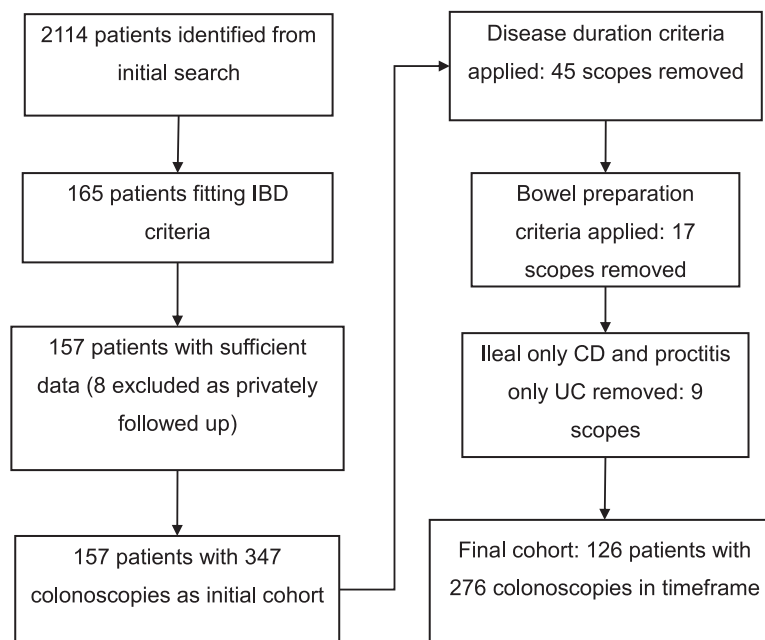 2114 patients identified from
initial search
165 patients fitting IBD
criteria
157 patients with sufficient
data (8 excluded as privately
followed up)
157 patients with 347
colonoscopies as initial cohort
Disease duration criteria
applied: 45 scopes removed
Bowel preparation
criteria applied: 17
scopes removed
Ileal only CD and proctitis
only UC removed: 9
scopes
Final cohort: 126 patients with
276 colonoscopies in timeframe